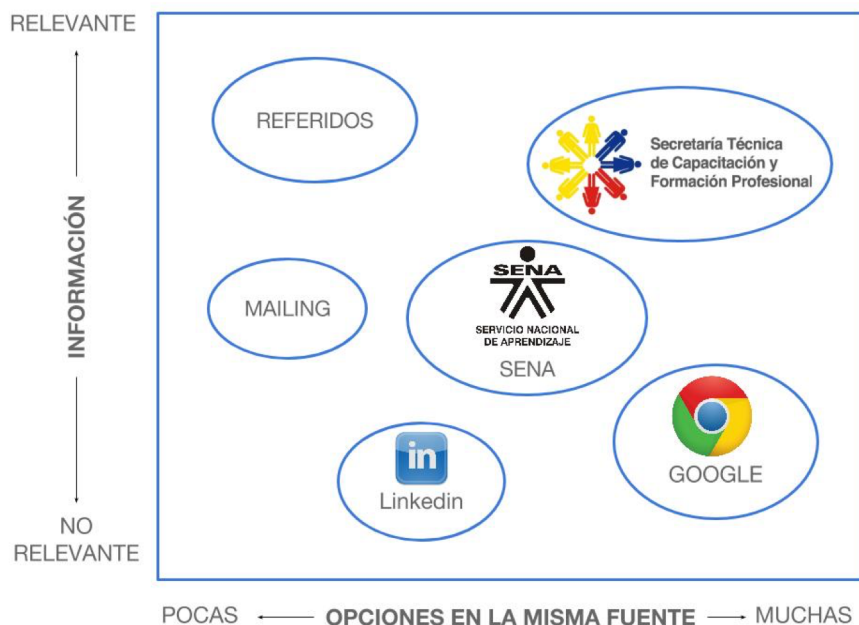 RELEVANTE
REFERIDOS
Secretaría Técnica
de Capacitación y
Formación Profesional
INFORMACIÓN
MAILING
SENA
SERVICIO NACIONAL
DE APRENDIZAJE
SENA
in
Linkedin
GOOGLE
NO
RELEVANTE
POCAS
OPCIONES EN LA MISMA FUENTE
MUCHAS